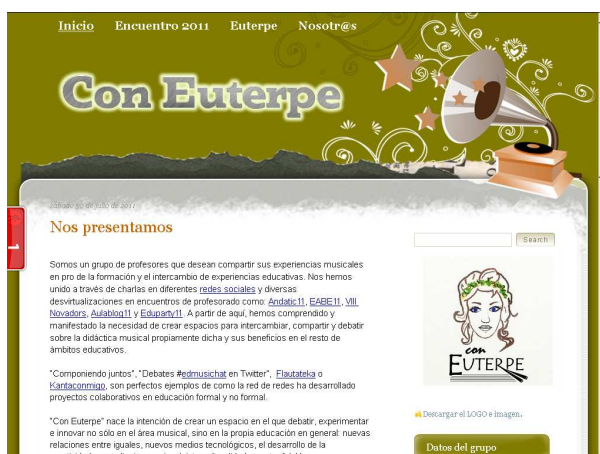 Inicio Encuentro 2011 Euterpe Nosotr@s
Con Euterpe
sábado 30 de julio de 2011
Nos presentamos
Somos un grupo de profesores que desean compartir sus experiencias musicales
en pro de la formación y el intercambio de experiencias educativas. Nos hemos
unido a través de charlas en diferentes redes sociales y diversas
desvirtualizaciones en encuentros de profesorado como: Andatic11, EABE11, VIII
Novadors, Aulablog11 y Eduparty11. A partir de aquí, hemos comprendido y
manifestado la necesidad de crear espacios para intercambiar, compartir y debatir
sobre la didáctica musical propiamente dicha y sus beneficios en el resto de
ámbitos educativos.
"Componiendo juntos", "Debates #edmusichat en Twitter", Flautateka o
Kantaconmigo, son perfectos ejemplos de como la red de redes ha desarrollado
proyectos colaborativos en educación formal y no formal.
"Con Euterpe" nace la intención de crear un espacio en el que debatir, experimentar
e innovar no sólo en el área musical, sino en la propia educación en general: nuevas
relaciones entre iguales, nuevos medios tecnológicos, el desarrollo de la
1
Search
con
EUTERPE
Descargar el LOGO e imagen.
Datos del grupo